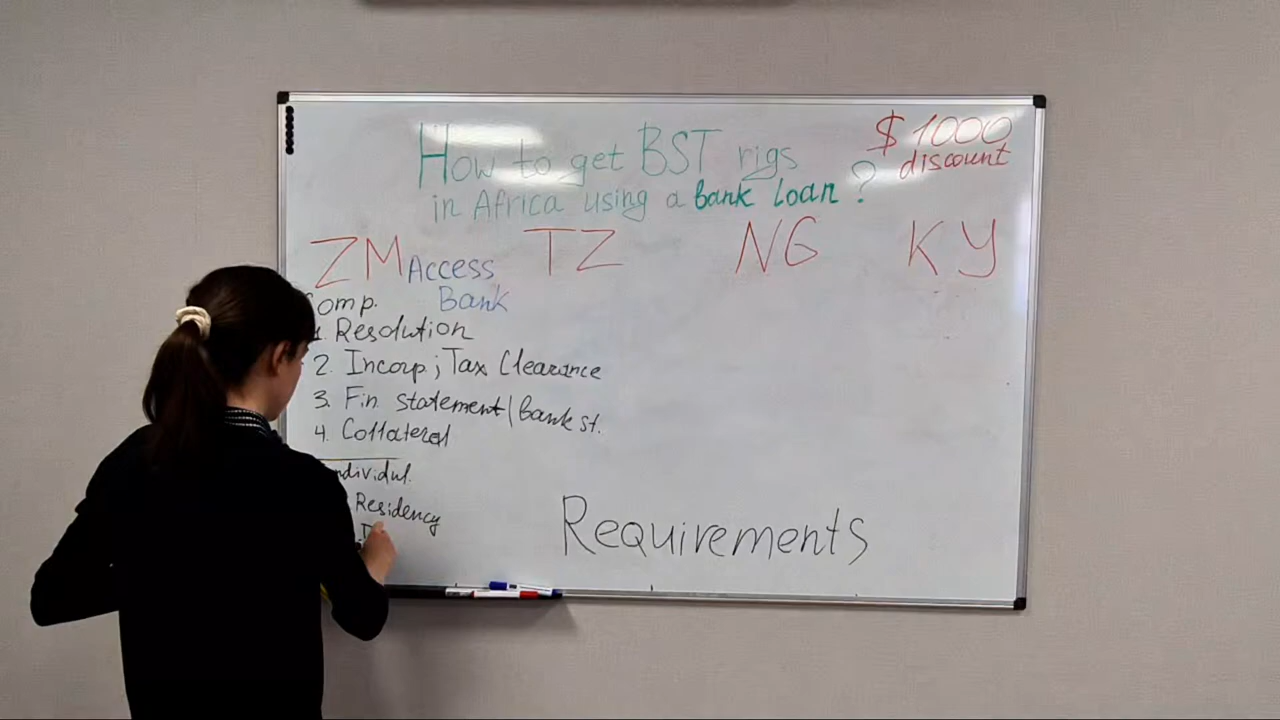 How to get BST rigs
in Africa using a bank loan?
$1000
discount
ZM
Access
Bank
TZ
NG
KY
omp.
1. Resolution
2. Incorp; Tax Clearance
3. Fin. statement/Bank st.
4. Collateral
ndividul.
Residency
Requirements